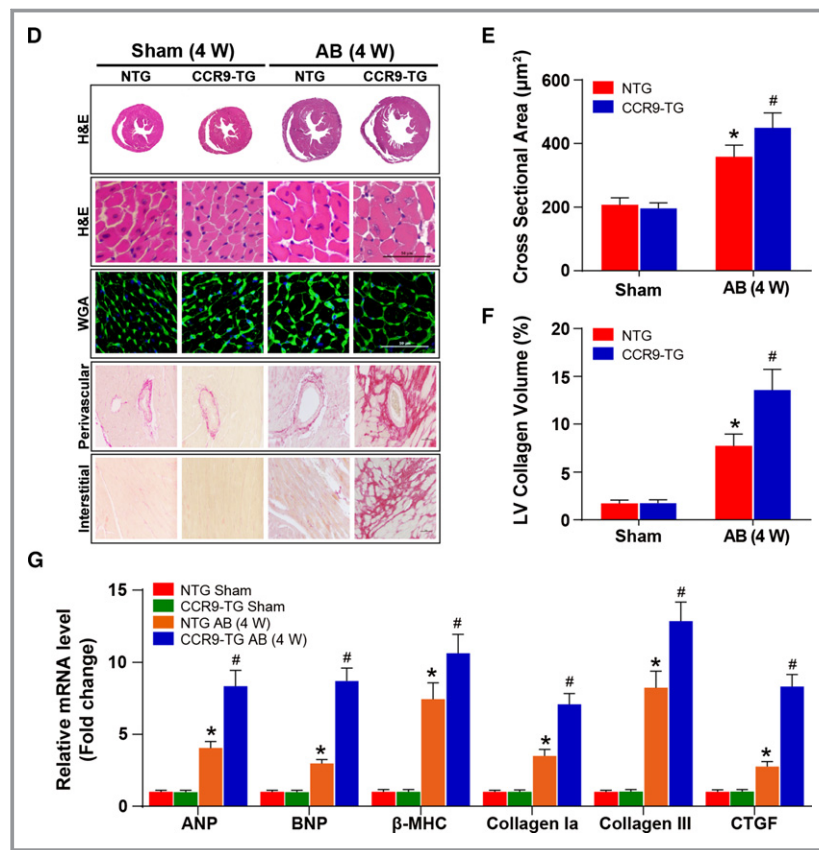 D
Sham (4 W) AB (4 W)
NTG CCR9-TG NTG CCR9-TG
H&E
H&E
WGA
Perivascular
Interstitial
E
Cross Sectional Area (μm²)
600
400
200
0
NTG
CCR9-TG
*
#
Sham AB (4 W)
F
LV Collagen Volume (%)
20
15
10
5
0
NTG
CCR9-TG
*
#
Sham AB (4 W)
G
Relative mRNA level
(Fold change)
15
10
5
0
NTG Sham
CCR9-TG Sham
NTG AB (4 W)
CCR9-TG AB (4 W)
* # * # * # * # * # * #
ANP BNP β-MHC Collagen Ia Collagen III CTGF